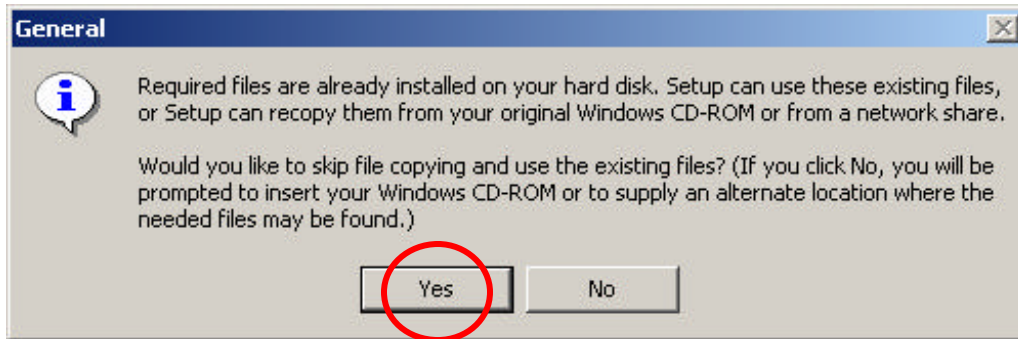 General
Required files are already installed on your hard disk. Setup can use these existing files,
or Setup can recopy them from your original Windows CD-ROM or from a network share.
Would you like to skip file copying and use the existing files? (If you click No, you will be
prompted to insert your Windows CD-ROM or to supply an alternate location where the
needed files may be found.)
Yes No